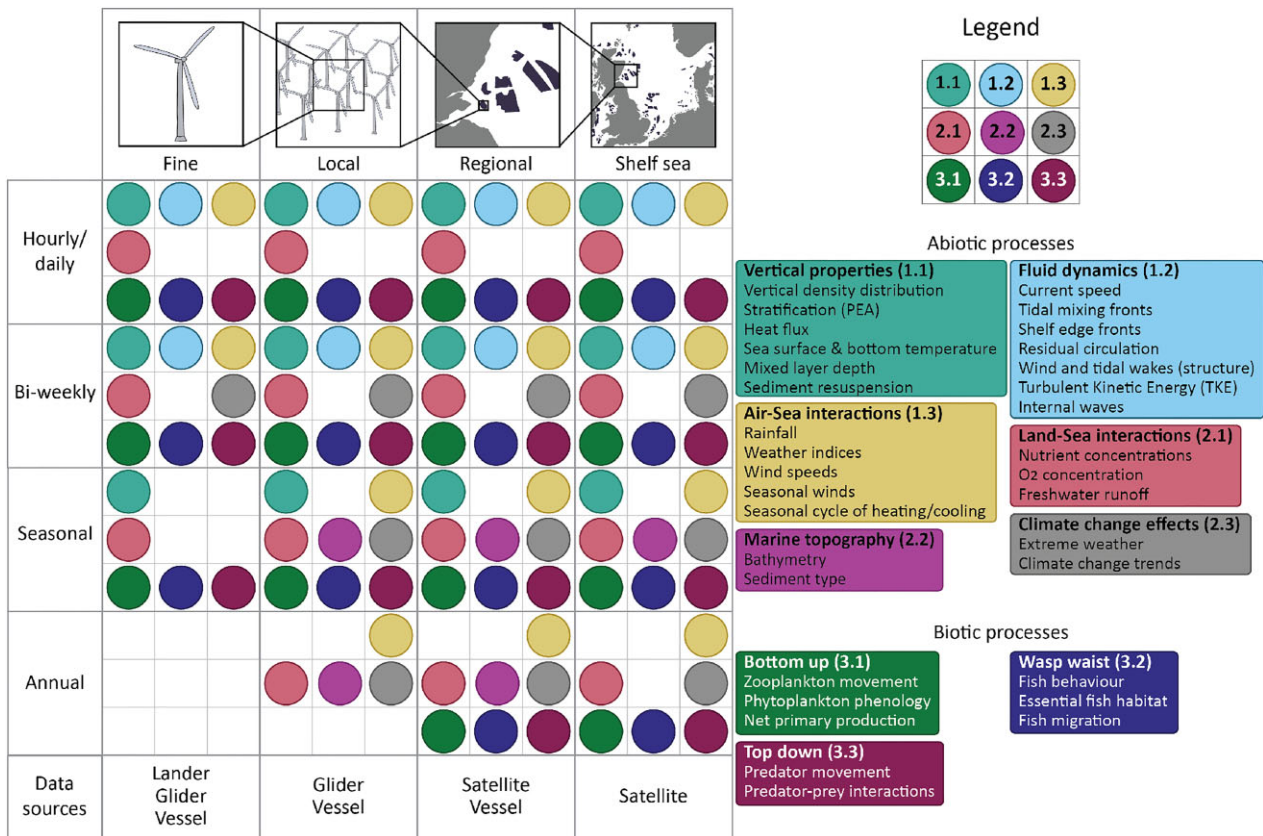 Legend
1.1 1.2 1.3
2.1 2.2 2.3
3.1 3.2 3.3
Fine Local Regional Shelf sea
Hourly/
daily
Bi-weekly
Seasonal
Annual
Data
sources
Lander
Glider
Vessel
Glider
Vessel
Satellite
Vessel
Satellite
Abiotic processes
Vertical properties (1.1)
Vertical density distribution
Stratification (PEA)
Heat flux
Sea surface & bottom temperature
Mixed layer depth
Sediment resuspension
Fluid dynamics (1.2)
Current speed
Tidal mixing fronts
Shelf edge fronts
Residual circulation
Wind and tidal wakes (structure)
Turbulent Kinetic Energy (TKE)
Internal waves
Air-Sea interactions (1.3)
Rainfall
Weather indices
Wind speeds
Seasonal winds
Seasonal cycle of heating/cooling
Land-Sea interactions (2.1)
Nutrient concentrations
O2 concentration
Freshwater runoff
Marine topography (2.2)
Bathymetry
Sediment type
Climate change effects (2.3)
Extreme weather
Climate change trends
Biotic processes
Bottom up (3.1)
Zooplankton movement
Phytoplankton phenology
Net primary production
Wasp waist (3.2)
Fish behaviour
Essential fish habitat
Fish migration
Top down (3.3)
Predator movement
Predator-prey interactions